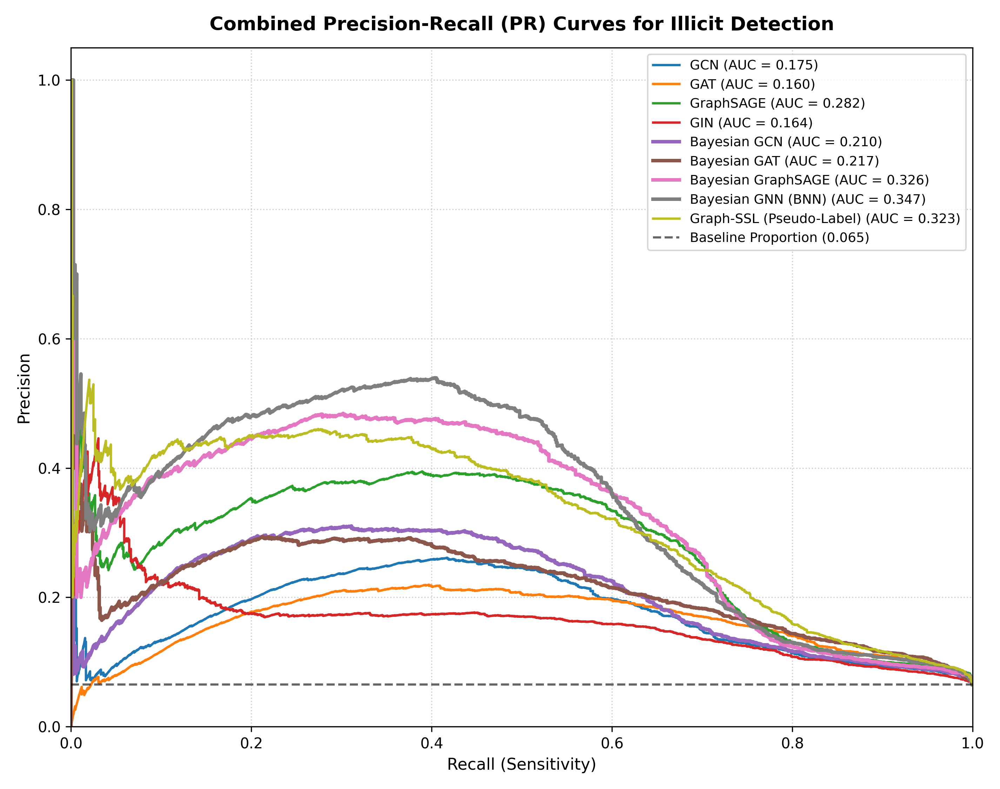 Combined Precision-Recall (PR) Curves for Illicit Detection
GCN (AUC = 0.175)
GAT (AUC = 0.160)
GraphSAGE (AUC = 0.282)
GIN (AUC = 0.164)
Bayesian GCN (AUC = 0.210)
Bayesian GAT (AUC = 0.217)
Bayesian GraphSAGE (AUC = 0.326)
Bayesian GNN (BNN) (AUC = 0.347)
Graph-SSL (Pseudo-Label) (AUC = 0.323)
Baseline Proportion (0.065)
Precision
1.0
0.8
0.6
0.4
0.2
0.0
0.0 0.2 0.4 0.6 0.8 1.0
Recall (Sensitivity)